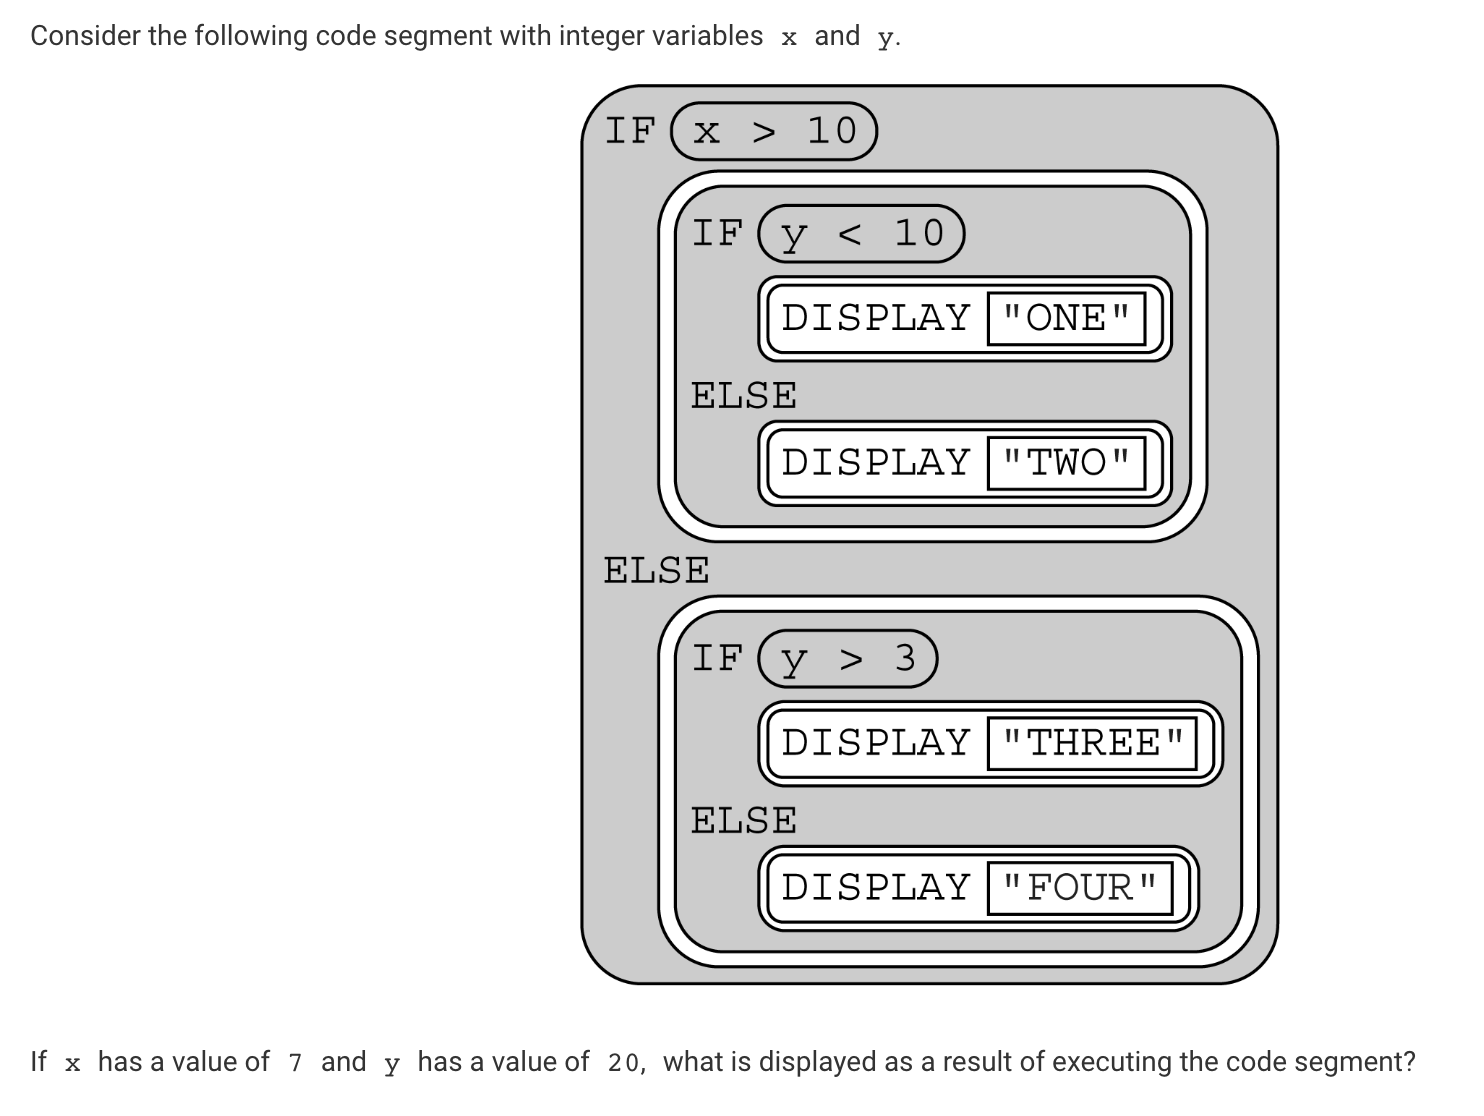 Consider the following code segment with integer variables x and y.
IF x > 10
IF y < 10
DISPLAY "ONE"
ELSE
DISPLAY "TWO"
ELSE
IF y > 3
DISPLAY "THREE"
ELSE
DISPLAY "FOUR"
If x has a value of 7 and y has a value of 20, what is displayed as a result of executing the code segment?